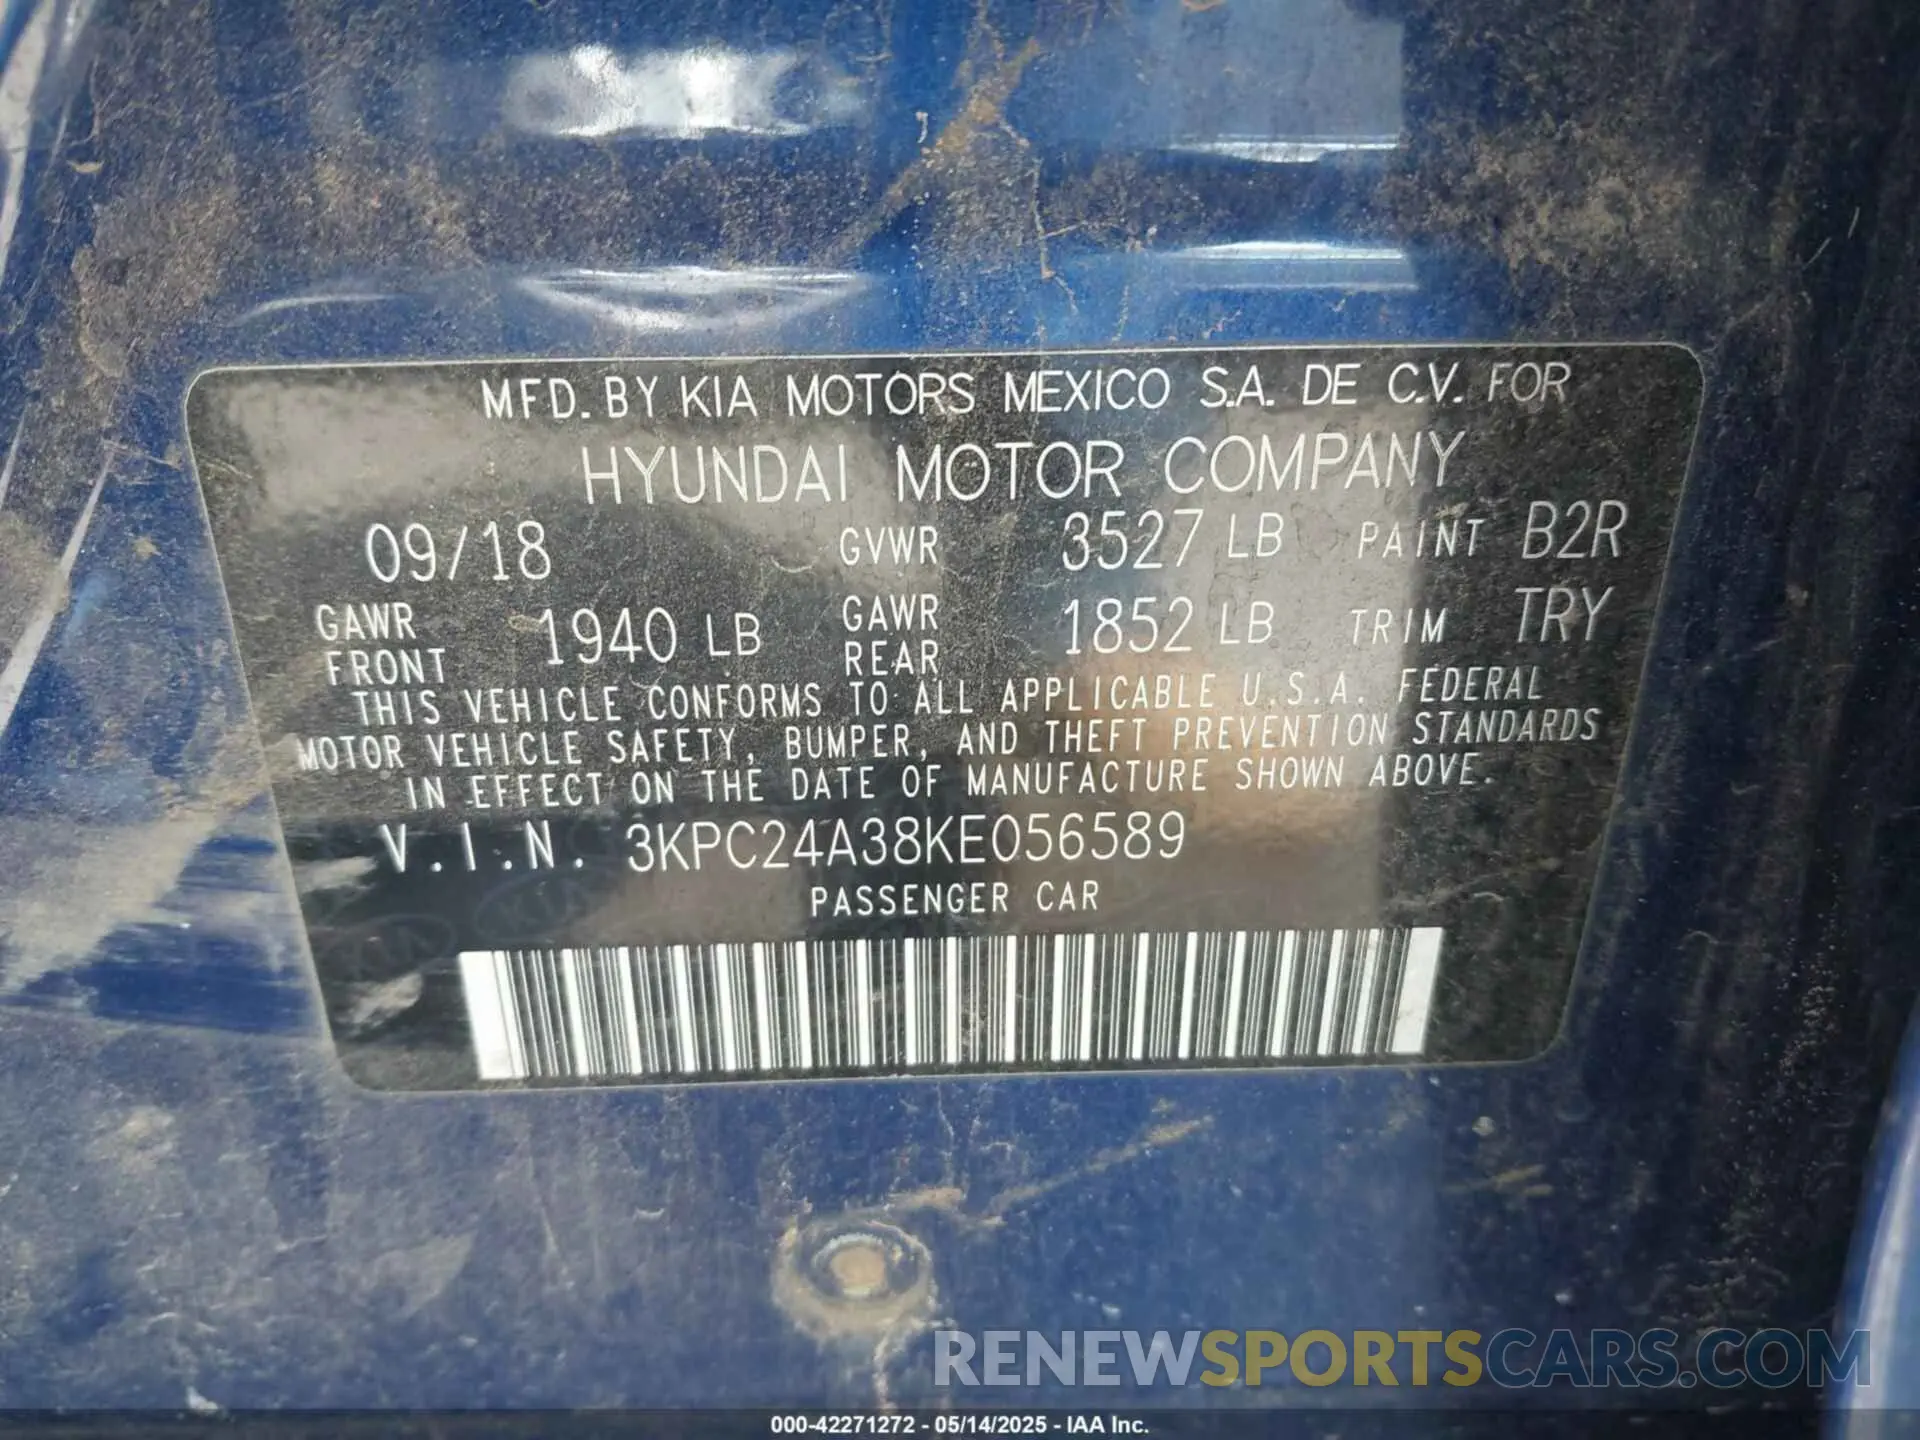 MFD. BY KIA MOTORS MEXICO S.A. DE C.V. FOR
HYUNDAI MOTOR COMPANY
09/18 GVWR 3527 LB PAINT B2R
GAWR FRONT 1940 LB GAWR REAR 1852 LB TRIM TRY
THIS VEHICLE CONFORMS TO ALL APPLICABLE U.S.A. FEDERAL
MOTOR VEHICLE SAFETY, BUMPER, AND THEFT PREVENTION STANDARDS
IN EFFECT ON THE DATE OF MANUFACTURE SHOWN ABOVE.
V.I.N. 3KPC24A38KE056589
PASSENGER CAR
RENEWSPORTSCARS.COM
000-42271272 - 05/14/2025 - IAA Inc.